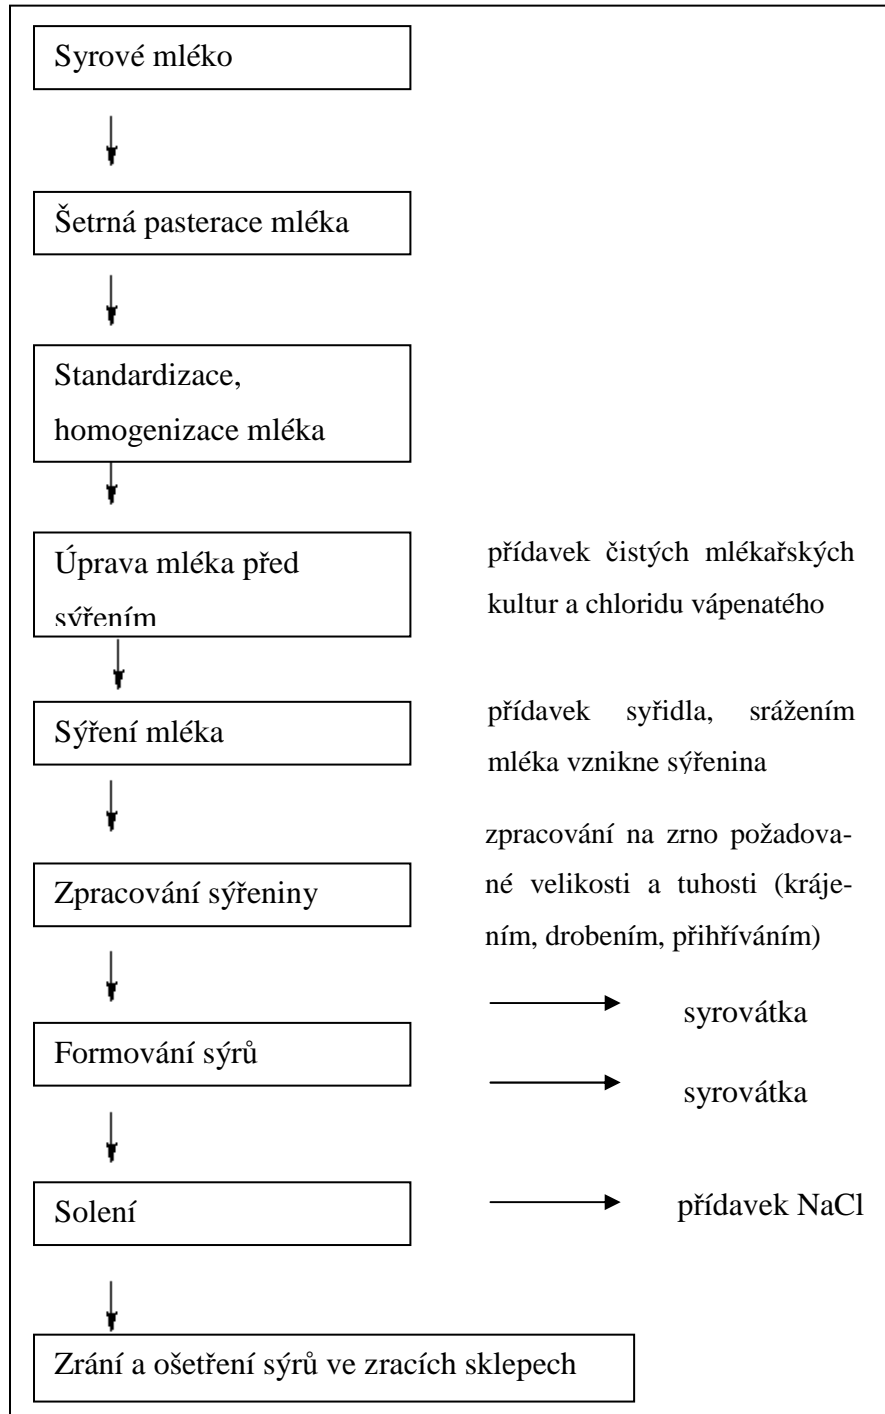 Syrové mléko
Šetrná pasterace mléka
Standardizace,
homogenizace mléka
Úprava mléka před
sýřením
přídavek čistých mlékařských
kultur a chloridu vápenatého
Sýření mléka
přídavek syřidla, srážením
mléka vznikne sýřenina
Zpracování sýřeniny
zpracování na zrno požadova-
né velikosti a tuhosti (kráje-
ním, drobením, přihříváním)
syrovátka
Formování sýrů
syrovátka
Solení
přídavek NaCl
Zrání a ošetření sýrů ve zracích sklepech